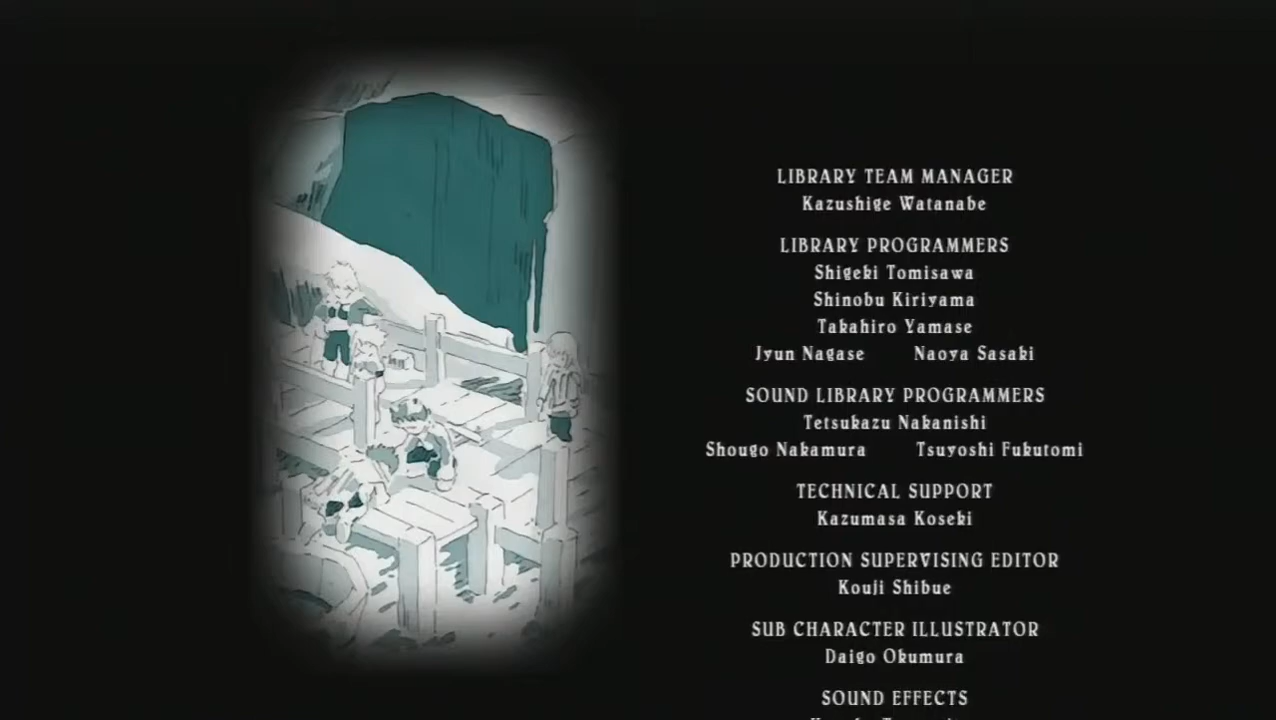 LIBRARY TEAM MANAGER
Kazushige Watanabe
LIBRARY PROGRAMMERS
Shigeki Tomisawa
Shinobu Kiriyama
Takahiro Yamase
Jyun Nagase Naoya Sasaki
SOUND LIBRARY PROGRAMMERS
Tetsukazu Nakanishi
Shougo Nakamura Tsuyoshi Fukutomi
TECHNICAL SUPPORT
Kazumasa Koseki
PRODUCTION SUPERVISING EDITOR
Kouji Shibue
SUB CHARACTER ILLUSTRATOR
Daigo Okumura
SOUND EFFECTS